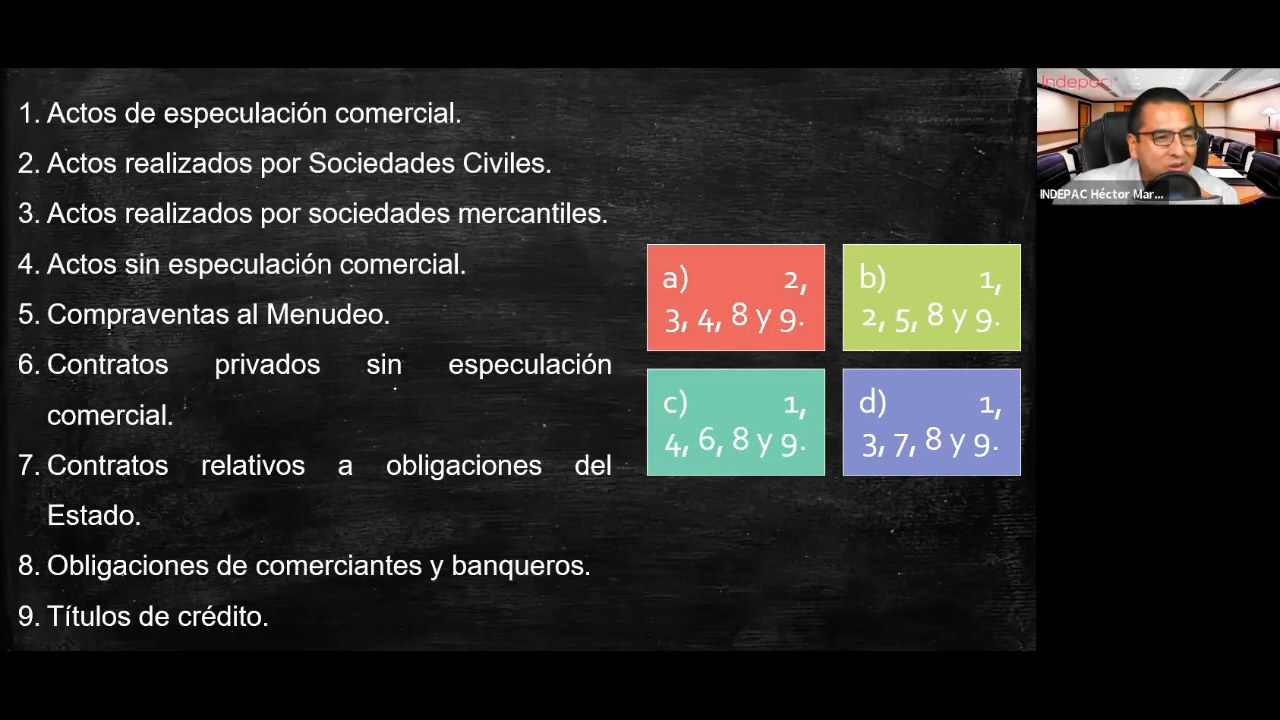 1. Actos de especulación comercial.
2. Actos realizados por Sociedades Civiles.
3. Actos realizados por sociedades mercantiles.
4. Actos sin especulación comercial.
5. Compraventas al Menudeo.
6. Contratos privados sin especulación
comercial.
7. Contratos relativos a obligaciones del
Estado.
8. Obligaciones de comerciantes y banqueros.
9. Títulos de crédito.
a) 2,
3, 4, 8 y 9.
b) 1,
2, 5, 8 y 9.
c) 1,
4, 6, 8 y 9.
d) 1,
3, 7, 8 y 9.
Indepac
INDEPAC Héctor Mar...